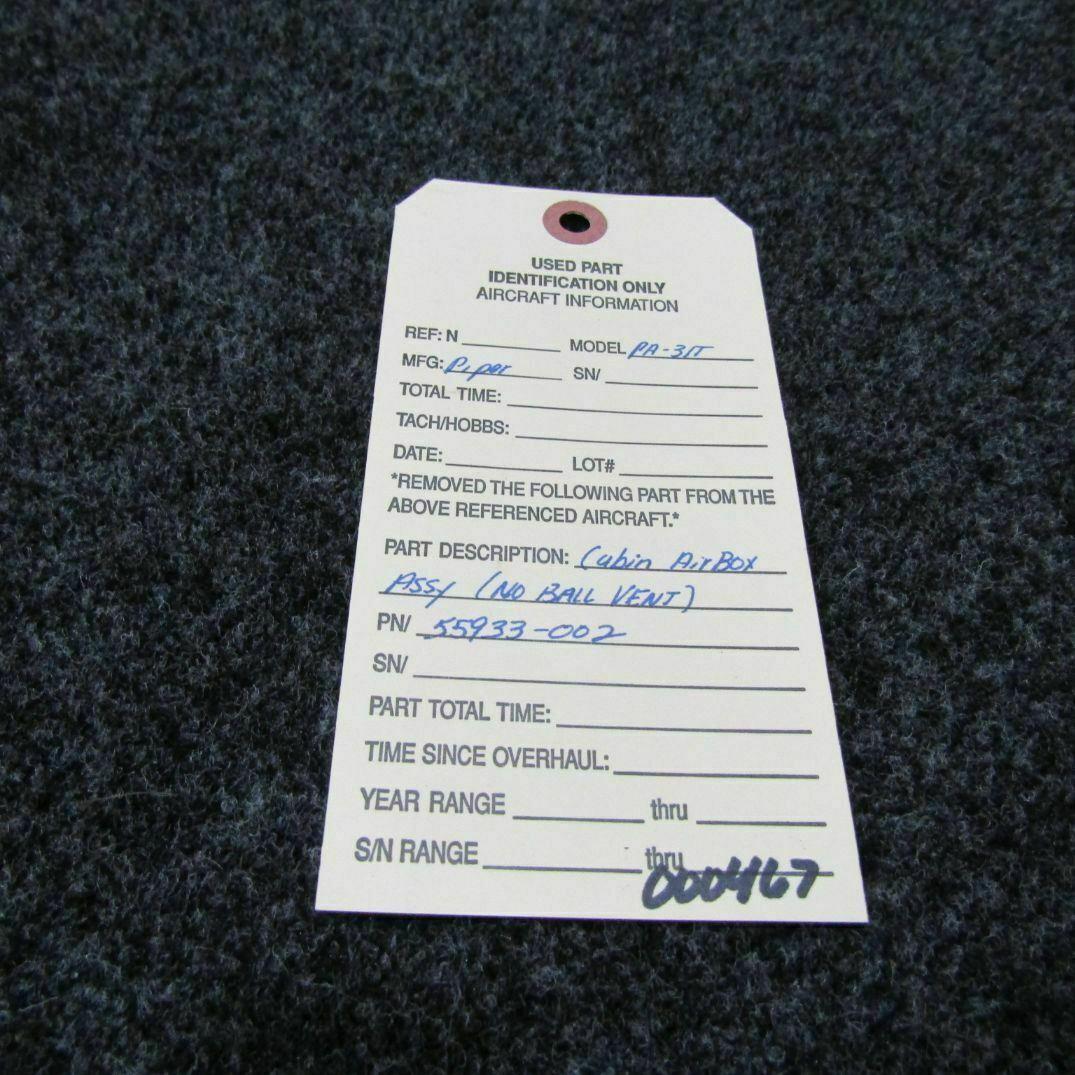 USED PART
IDENTIFICATION ONLY
AIRCRAFT INFORMATION
REF: N MODEL PA-31T
MFG: Piper SN/
TOTAL TIME:
TACH/HOBBS:
DATE: LOT#
*REMOVED THE FOLLOWING PART FROM THE
ABOVE REFERENCED AIRCRAFT.*
PART DESCRIPTION: Cabin AirBox
ASSY (NO BALL VENT)
PN/ 55933-002
SN/
PART TOTAL TIME:
TIME SINCE OVERHAUL:
YEAR RANGE thru
S/N RANGE thru
000467